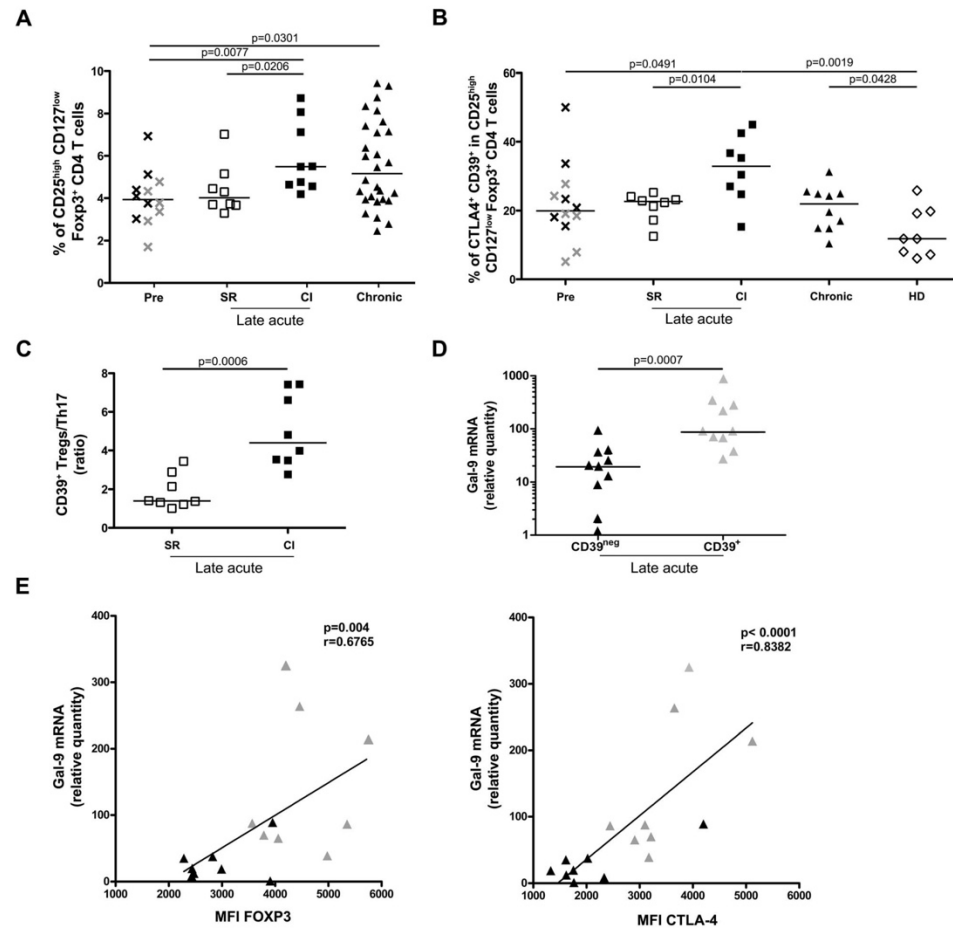 A
p=0.0301
p=0.0077
p=0.0206
% of CD25high CD127low
Foxp3+ CD4 T cells
10
8
6
4
2
0
Pre
SR
CI
Chronic
Late acute
B
p=0.0491
p=0.0019
p=0.0104
p=0.0428
% of CTLA4+ CD39+ in CD25high
CD127low Foxp3+ CD4 T cells
60
40
20
0
Pre
SR
CI
Chronic
HD
Late acute
C
p=0.0006
CD39+ Tregs/Th17
(ratio)
8
6
4
2
0
SR
CI
Late acute
D
p=0.0007
Gal-9 mRNA
(relative quantity)
1000
100
10
1
CD39neg
CD39+
Late acute
E
p=0.004
r=0.6765
Gal-9 mRNA
(relative quantity)
400
300
200
100
0
1000 2000 3000 4000 5000 6000
MFI FOXP3
p< 0.0001
r=0.8382
Gal-9 mRNA
(relative quantity)
400
300
200
100
0
1000 2000 3000 4000 5000 6000
MFI CTLA-4